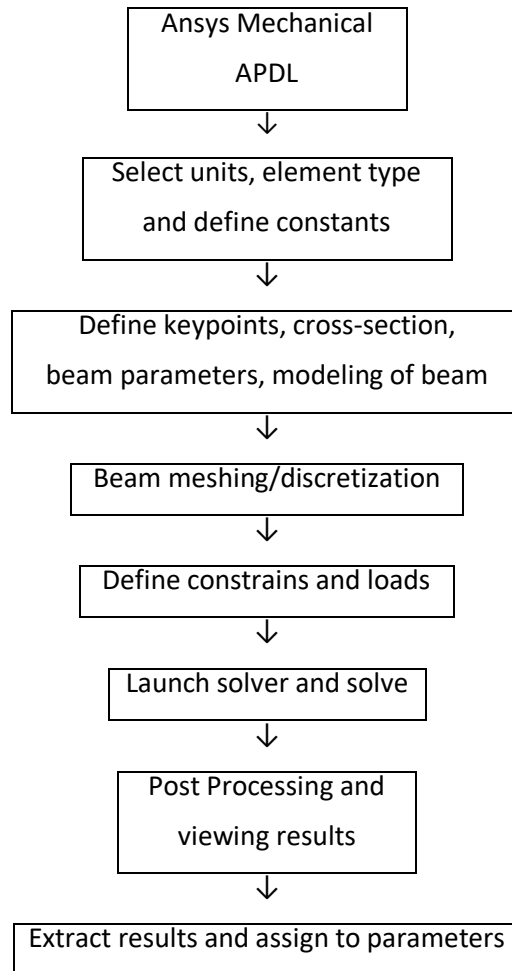 Ansys Mechanical
APDL
Select units, element type
and define constants
Define keypoints, cross-section,
beam parameters, modeling of beam
Beam meshing/discretization
Define constrains and loads
Launch solver and solve
Post Processing and
viewing results
Extract results and assign to parameters